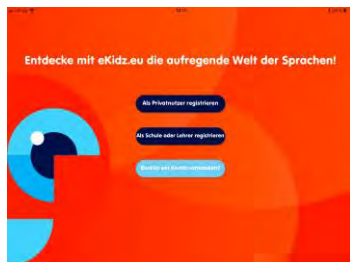 Entdecke mit eKidz.eu die aufregende Welt der Sprachen!
Als Privatnutzer registrieren
Als Schule oder Lehrer registrieren